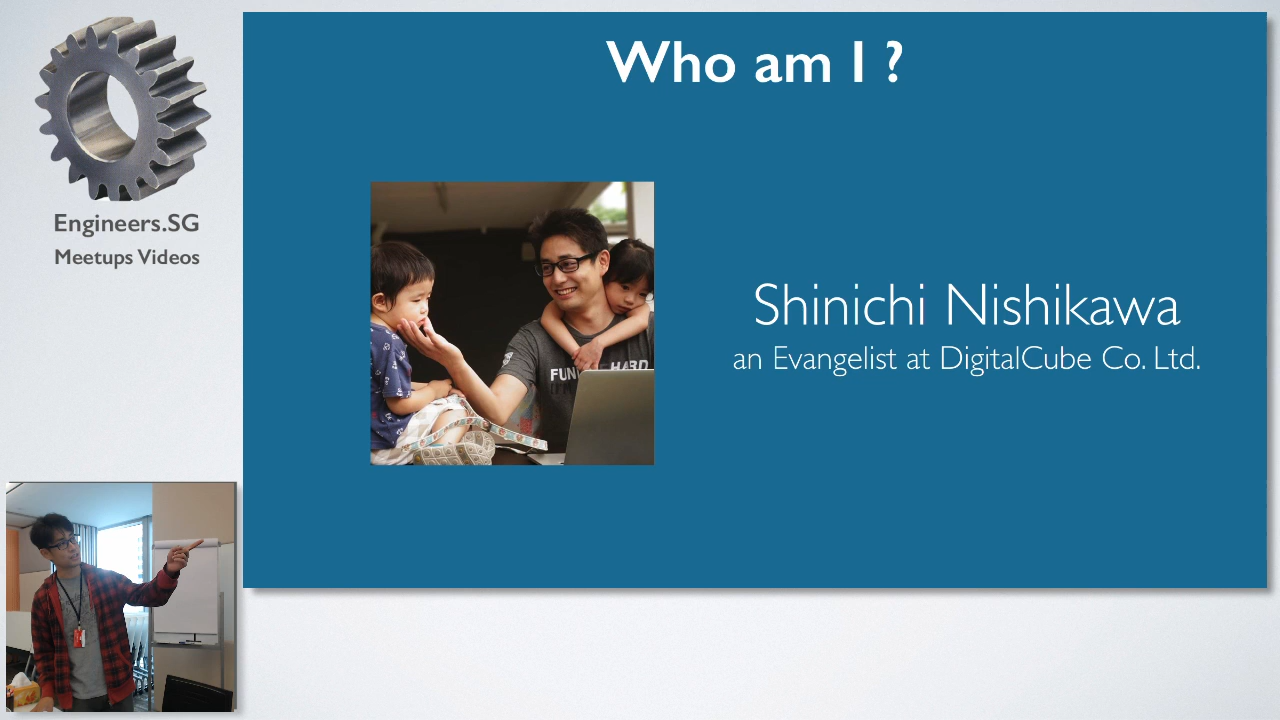 Who am I ?
Engineers.SG
Meetups Videos
Shinichi Nishikawa
an Evangelist at DigitalCube Co. Ltd.
FUN
HARD